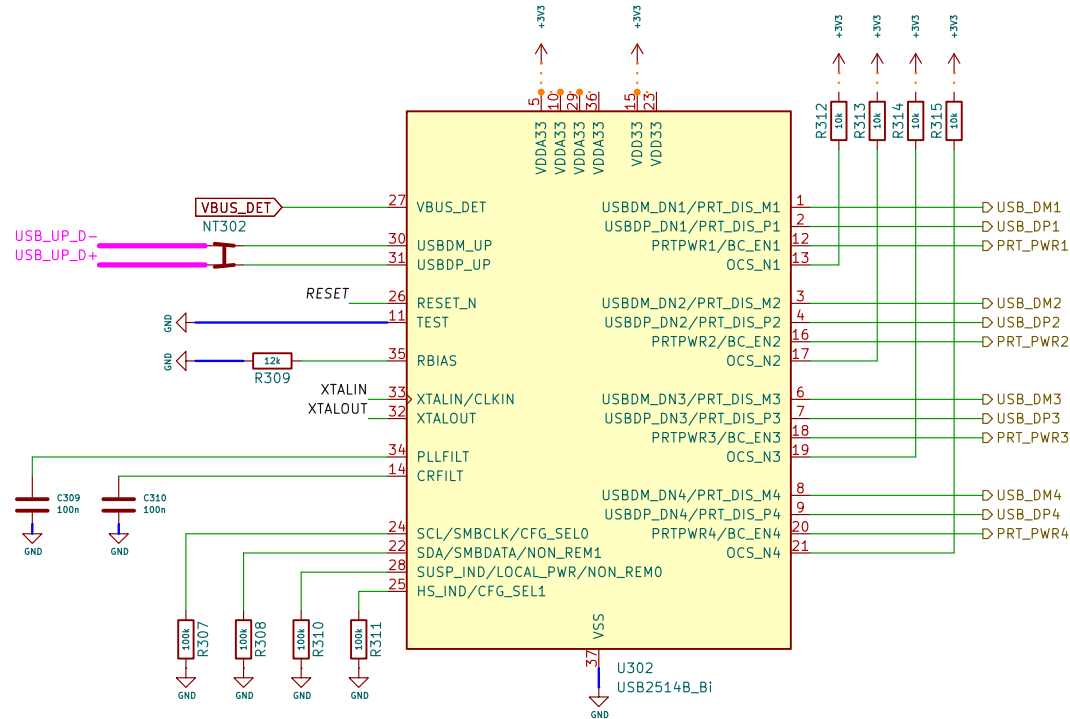 +3V3
+3V3
+3V3
+3V3
+3V3
+3V3
5
10
29
36
15
23
VDDA33
VDDA33
VDDA33
VDDA33
VDD33
VDD33
R312
10k
R313
10k
R314
10k
R315
10k
VBUS_DET
NT302
27
VBUS_DET
USB_UP_D-
30
USBDM_UP
USB_UP_D+
31
USBDP_UP
RESET
26
RESET_N
GND
11
TEST
GND
12k
R309
35
RBIAS
XTALIN
33
XTALIN/CLKIN
XTALOUT
32
XTALOUT
34
PLLFILT
14
CRFILT
C309
100n
GND
C310
100n
GND
24
SCL/SMBCLK/CFG_SEL0
22
SDA/SMBDATA/NON_REM1
28
SUSP_IND/LOCAL_PWR/NON_REM0
25
HS_IND/CFG_SEL1
100k
R307
GND
100k
R308
GND
100k
R310
GND
100k
R311
GND
USBDM_DN1/PRT_DIS_M1
1
USB_DM1
USBDP_DN1/PRT_DIS_P1
2
USB_DP1
PRTPWR1/BC_EN1
12
PRT_PWR1
OCS_N1
13
USBDM_DN2/PRT_DIS_M2
3
USB_DM2
USBDP_DN2/PRT_DIS_P2
4
USB_DP2
PRTPWR2/BC_EN2
16
PRT_PWR2
OCS_N2
17
USBDM_DN3/PRT_DIS_M3
6
USB_DM3
USBDP_DN3/PRT_DIS_P3
7
USB_DP3
PRTPWR3/BC_EN3
18
PRT_PWR3
OCS_N3
19
USBDM_DN4/PRT_DIS_M4
8
USB_DM4
USBDP_DN4/PRT_DIS_P4
9
USB_DP4
PRTPWR4/BC_EN4
20
PRT_PWR4
OCS_N4
21
VSS
37
GND
U302
USB2514B_Bi